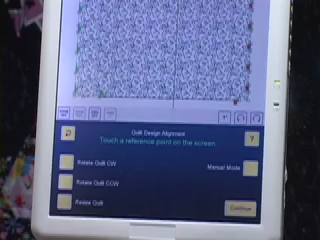 Quilt Design Alignment
Touch a reference point on the screen.
?
Rotate Quilt CW
Manual Mode
Rotate Quilt CCW
Resize Quilt
Continue